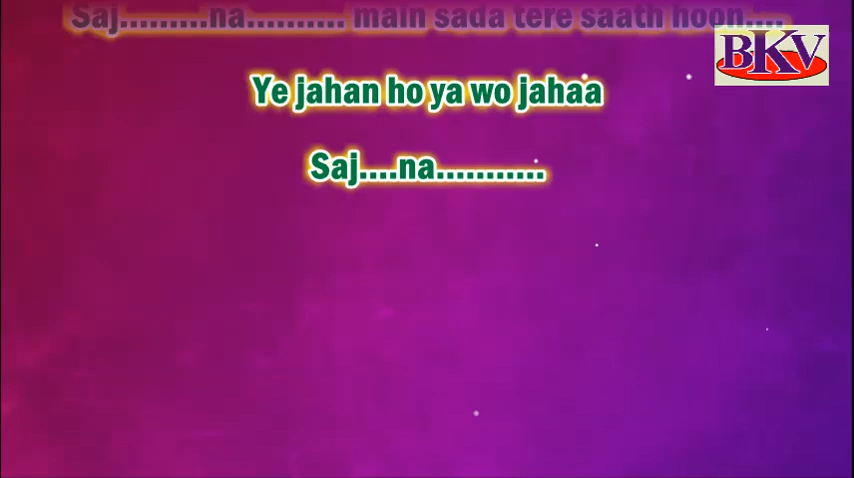 Saj.........na.......... main sada tere saath hoon....
BKV
Ye jahan ho ya wo jahaa
Saj....na...........